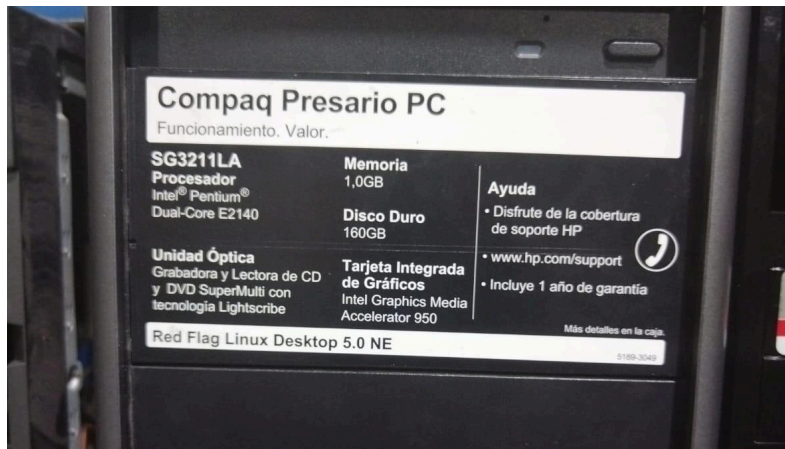 Compaq Presario PC
Funcionamiento. Valor.
SG3211LA
Procesador
Intel® Pentium®
Dual-Core E2140
Unidad Óptica
Grabadora y Lectora de CD
y DVD SuperMulti con
tecnología Lightscribe
Memoria
1,0GB
Disco Duro
160GB
Tarjeta Integrada
de Gráficos
Intel Graphics Media
Accelerator 950
Ayuda
• Disfrute de la cobertura
de soporte HP
• www.hp.com/support
• Incluye 1 año de garantía
Más detalles en la caja.
Red Flag Linux Desktop 5.0 NE
5189-3049